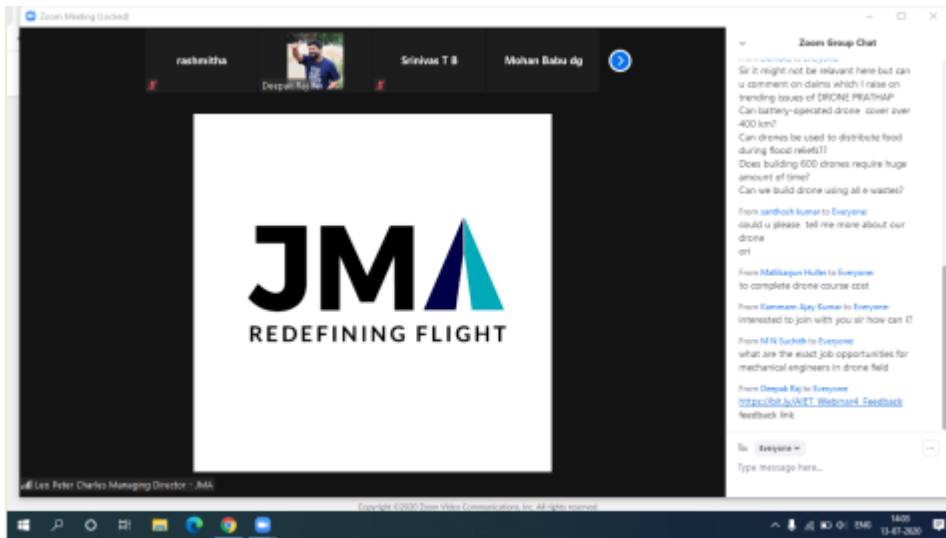 Zoom Meeting (Locked)
rashmitha
Deepak Raj
Srinivas T B
Mohan Babu dg
JMA
REDEFINING FLIGHT
Leo Peter Charles Managing Director - JMA
Zoom Group Chat
to Everyone
Sir it might not be relavant here but can
u comment on claims which I raise on
trending issues of DRONE PRATHAP
Can battery-operated drone cover over
400 km?
Can drones be used to distribute food
during flood reliefs??
Does building 600 drones require huge
amount of time?
Can we build drone using all e-wastes?
From santhosh kumar to Everyone:
could u please tell me more about our
drone
ori
From Mallikarjun Huller to Everyone:
to complete drone course cost
From Kammam Ajay Kumar to Everyone:
interested to join with you sir how can I?
From M N Suchith to Everyone:
what are the exact job opportunities for
mechanical engineers in drone field
From Deepak Raj to Everyone:
https://bit.ly/AIET_Webinar4_Feedback
feedback link
To: Everyone
Type message here...
Copyright ©2020 Zoom Video Communications, Inc. All rights reserved.
ENG
14:05
13-07-2020